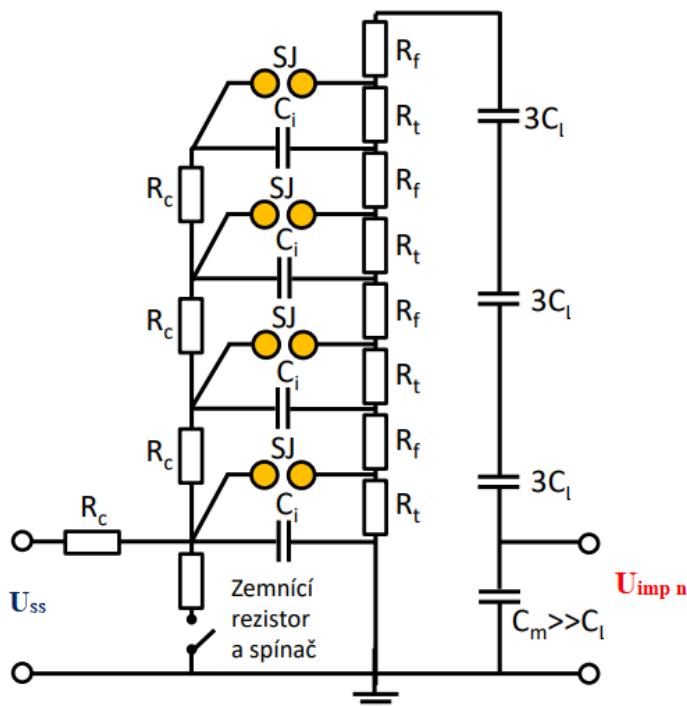 SJ
R_f
C_i
R_t
3C_l
R_c
SJ
R_f
C_i
R_t
R_c
SJ
R_f
3C_l
C_i
R_t
R_c
SJ
R_f
3C_l
C_i
R_t
R_c
U_ss
Zemnící
rezistor
a spínač
U_imp n
C_m>>C_l